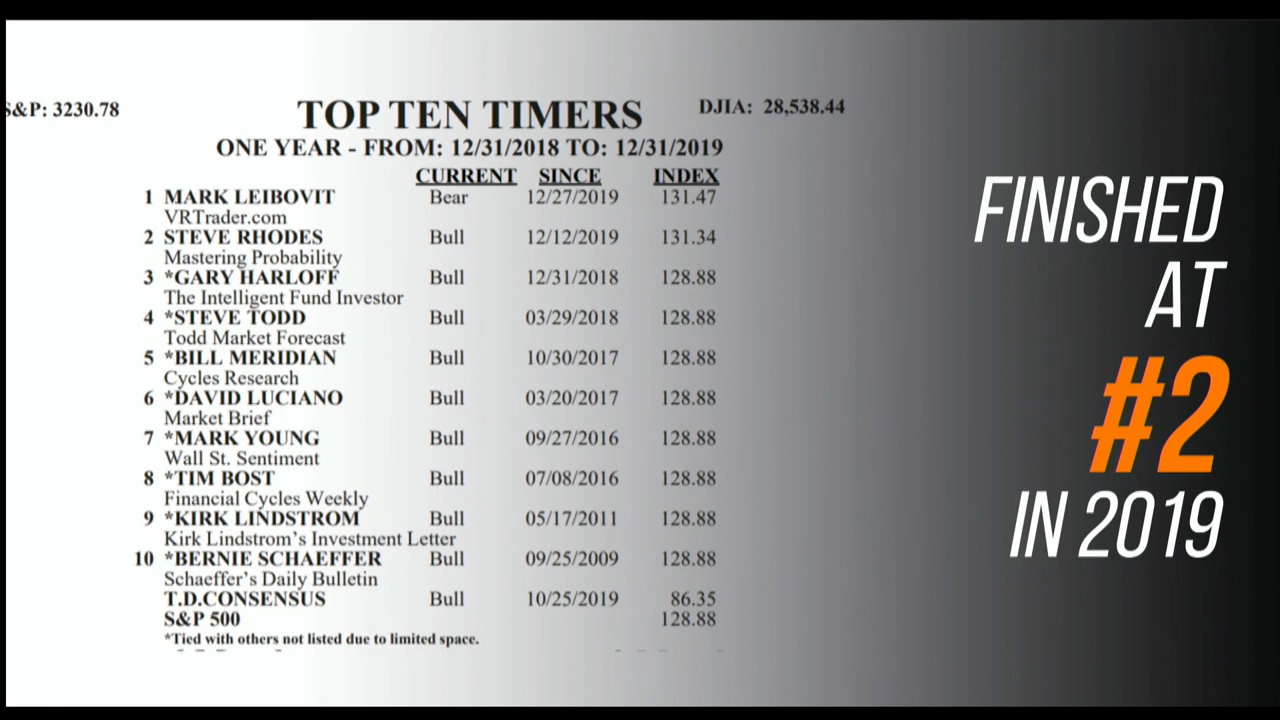 S&P: 3230.78
TOP TEN TIMERS
DJIA: 28,538.44
ONE YEAR - FROM: 12/31/2018 TO: 12/31/2019
CURRENT SINCE INDEX
1 MARK LEIBOVIT Bear 12/27/2019 131.47
VRTrader.com
2 STEVE RHODES Bull 12/12/2019 131.34
Mastering Probability
3 *GARY HARLOFF Bull 12/31/2018 128.88
The Intelligent Fund Investor
4 *STEVE TODD Bull 03/29/2018 128.88
Todd Market Forecast
5 *BILL MERIDIAN Bull 10/30/2017 128.88
Cycles Research
6 *DAVID LUCIANO Bull 03/20/2017 128.88
Market Brief
7 *MARK YOUNG Bull 09/27/2016 128.88
Wall St. Sentiment
8 *TIM BOST Bull 07/08/2016 128.88
Financial Cycles Weekly
9 *KIRK LINDSTROM Bull 05/17/2011 128.88
Kirk Lindstrom's Investment Letter
10 *BERNIE SCHAEFFER Bull 09/25/2009 128.88
Schaeffer's Daily Bulletin
T.D.CONSENSUS Bull 10/25/2019 86.35
S&P 500 128.88
*Tied with others not listed due to limited space.
FINISHED
AT
#2
IN 2019